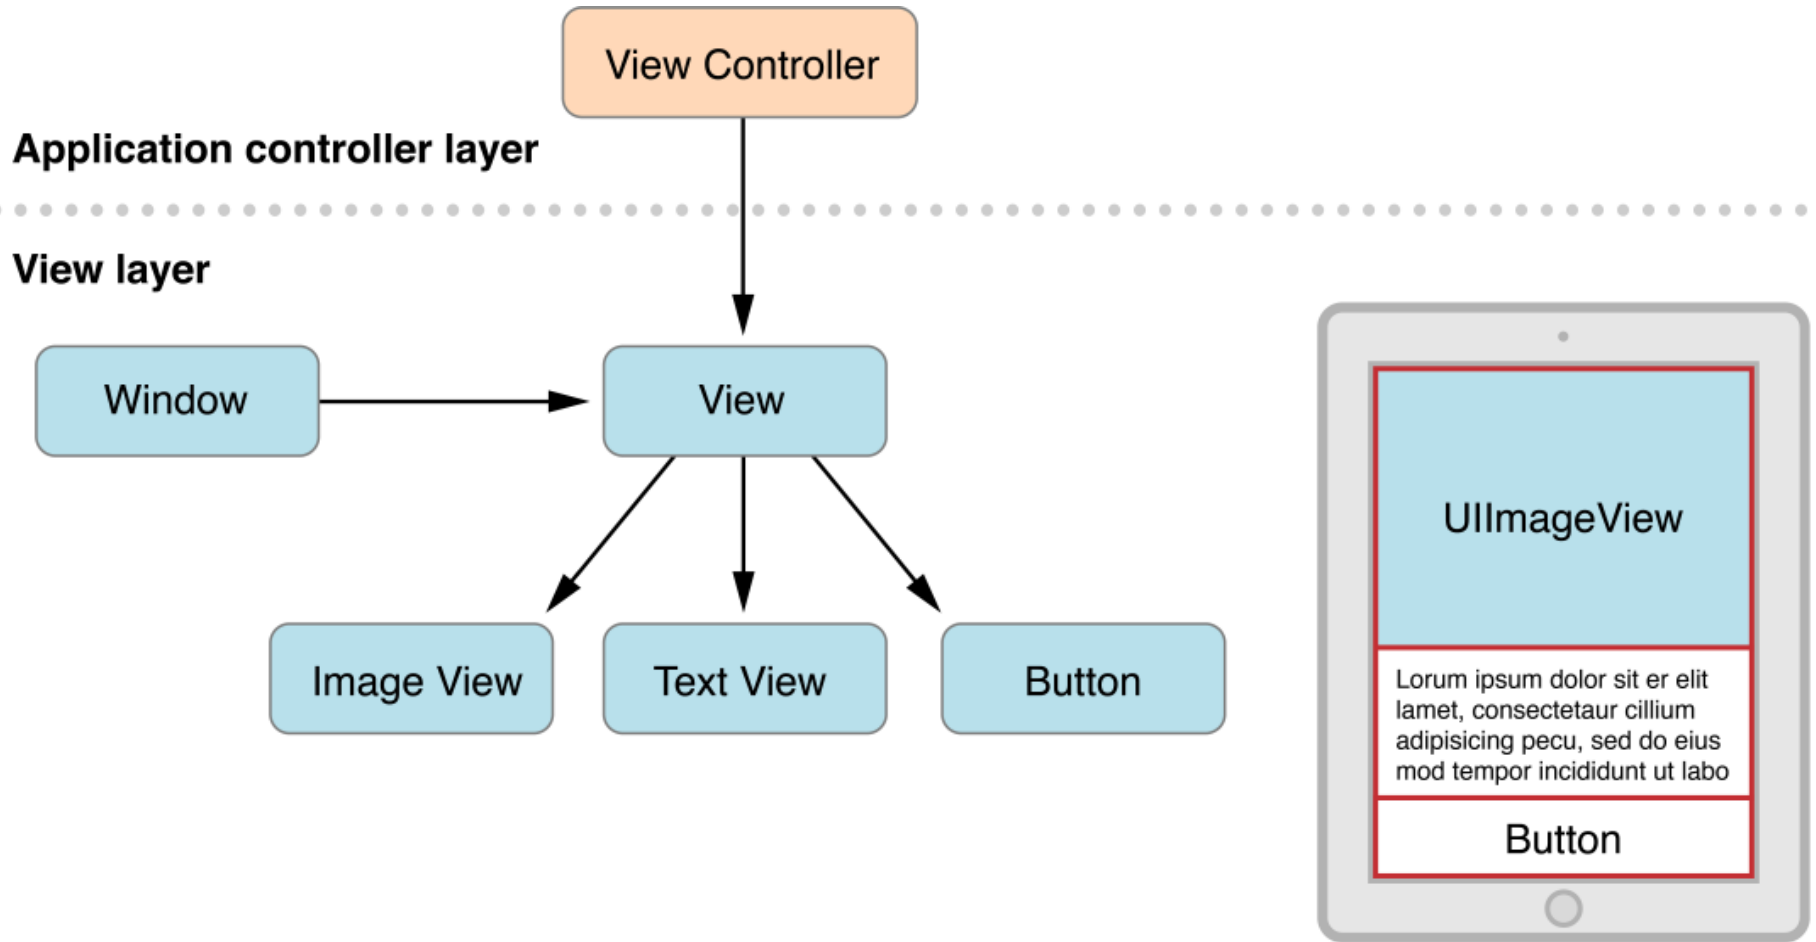 View Controller
Application controller layer
View layer
Window
View
Image View
Text View
Button
UIImageView
Lorum ipsum dolor sit er elit
lamet, consectetaur cillium
adipisicing pecu, sed do eius
mod tempor incididunt ut labo
Button